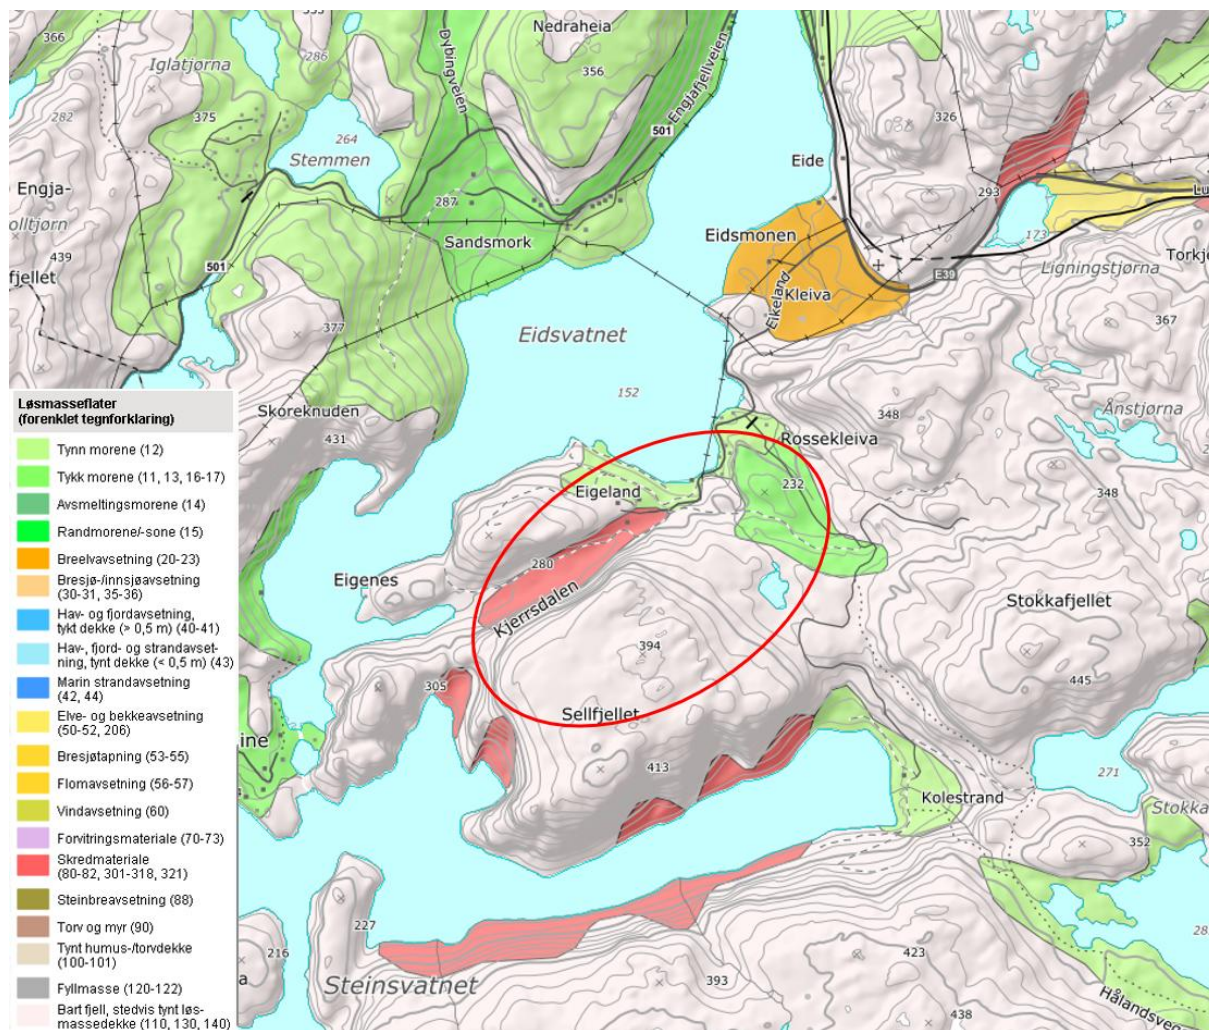 366
335
Nedraheia
356
Iglatjørna
286
Dybingveien
Engjafjellveien
282
375
264
Stemmen
501
326
Eide
Engja-
olltjørn
287
293
439
Sandsmork
Eidsmonen
173
Lu
fjellet
501
E39
Ligningstjørna
Torkje
Kleiva
Eikeland
377
Eidsvatnet
367
152
Skoreknuden
431
348
Ånstjørna
Rossekleiva
Eigeland
232
348
280
Eigenes
Kjerrsdalen
Stokkafjellet
394
445
305
Sellfjellet
ine
413
271
Kolestrand
Stokka
352
227
216
Steinsvatnet
393
423
438
Hålandsveg
Løsmasseflater
(forenklet tegnforklaring)
Tynn morene (12)
Tykk morene (11, 13, 16-17)
Avsmeltingsmorene (14)
Randmorene/-sone (15)
Breelvavsetning (20-23)
Bresjø-/innsjøavsetning
(30-31, 35-36)
Hav- og fjordavsetning,
tykt dekke (> 0,5 m) (40-41)
Hav-, fjord- og strandavset-
ning, tynt dekke (< 0,5 m) (43)
Marin strandavsetning
(42, 44)
Elve- og bekkeavsetning
(50-52, 206)
Bresjøtapning (53-55)
Flomavsetning (56-57)
Vindavsetning (60)
Forvitringsmateriale (70-73)
Skredmateriale
(80-82, 301-318, 321)
Steinbreavsetning (88)
Torv og myr (90)
Tynt humus-/torvdekke
(100-101)
Fyllmasse (120-122)
Bart fjell, stedvis tynt løs-
massedekke (110, 130, 140)